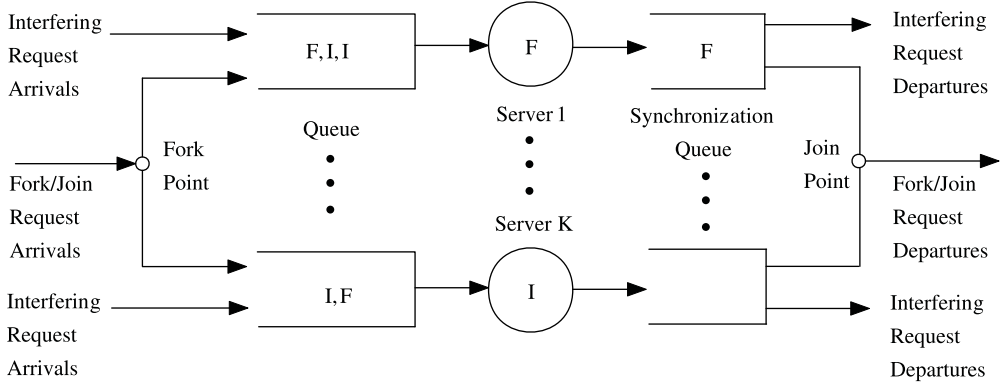 Interfering
Request
Arrivals
F, I, I
F
F
Interfering
Request
Departures
Queue
Server 1
Synchronization
Queue
Fork
Point
Join
Point
Fork/Join
Request
Arrivals
Fork/Join
Request
Departures
Server K
Interfering
Request
Arrivals
I, F
I
Interfering
Request
Departures